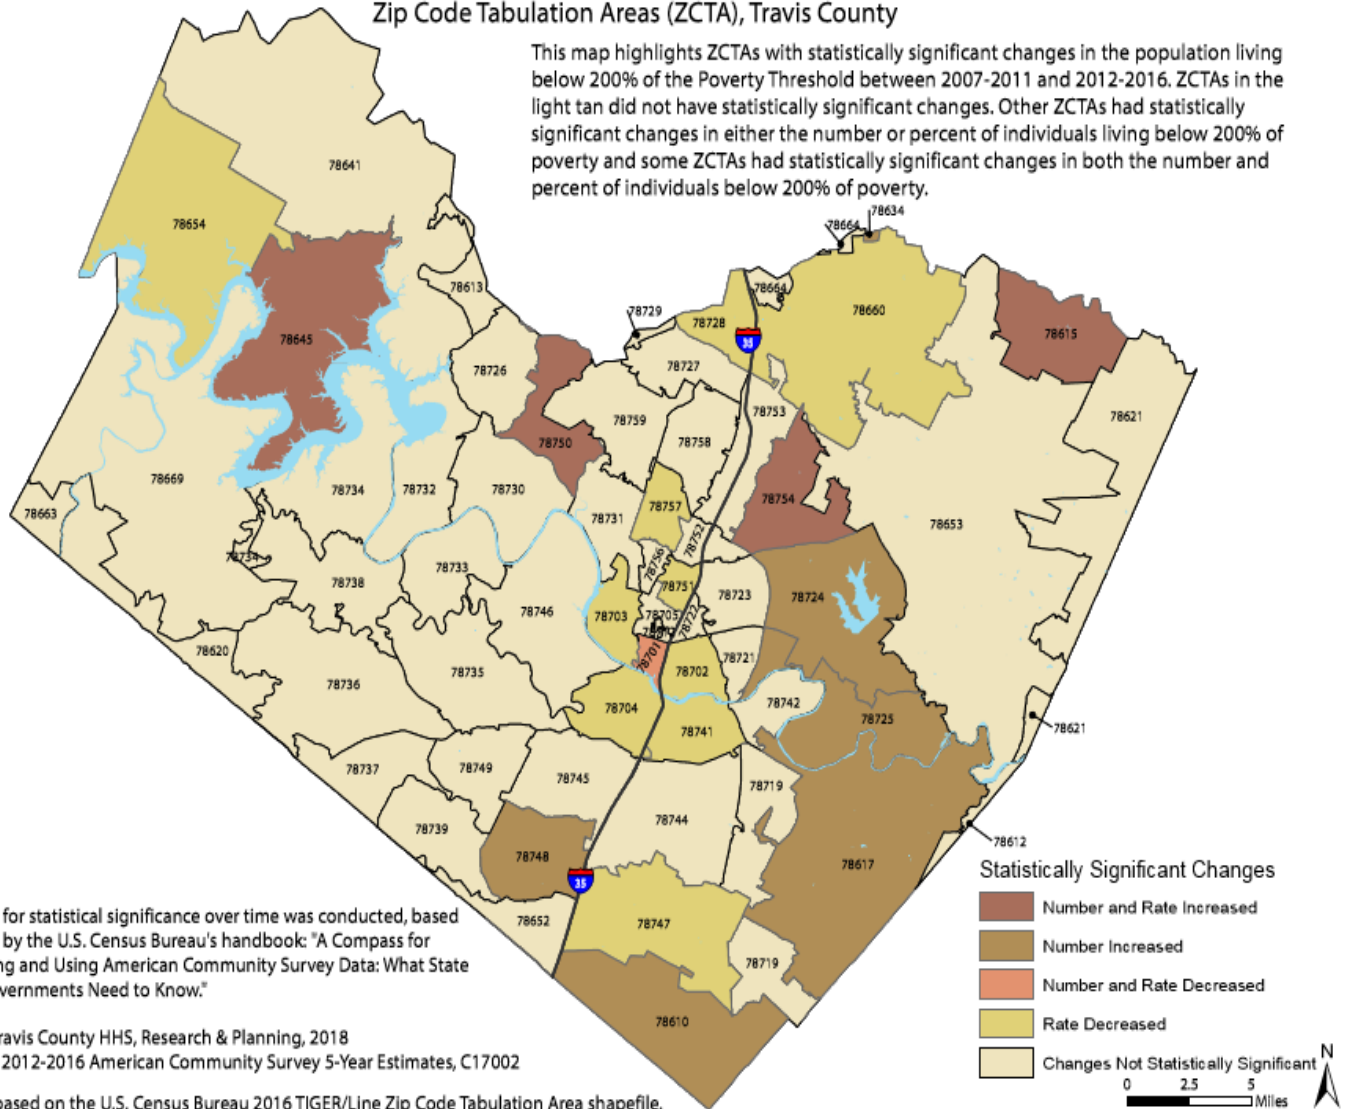 Zip Code Tabulation Areas (ZCTA), Travis County
This map highlights ZCTAs with statistically significant changes in the population living
below 200% of the Poverty Threshold between 2007-2011 and 2012-2016. ZCTAs in the
light tan did not have statistically significant changes. Other ZCTAs had statistically
significant changes in either the number or percent of individuals living below 200% of
poverty and some ZCTAs had statistically significant changes in both the number and
percent of individuals below 200% of poverty.
78641
78654
78634
78664
78613
78664
78660
78729
78728
35
78615
78645
78727
78726
78753
78621
78759
78758
78750
78669
78734
78732
78730
78754
78757
78731
78663
78653
78752
78734
78756
78738
78733
78751
78723
78724
78746
78703
78705
78722
78620
78701
78721
78736
78735
78702
78742
78704
78725
78741
78621
78737
78749
78745
78719
78744
78739
78612
78748
78617
35
78652
78747
78719
78610
Statistically Significant Changes
Number and Rate Increased
Number Increased
Number and Rate Decreased
Rate Decreased
Changes Not Statistically Significant
N
0 2.5 5
Miles
for statistical significance over time was conducted, based
by the U.S. Census Bureau's handbook: "A Compass for
ng and Using American Community Survey Data: What State
vernments Need to Know."
ravis County HHS, Research & Planning, 2018
2012-2016 American Community Survey 5-Year Estimates, C17002
based on the U.S. Census Bureau 2016 TIGER/Line Zip Code Tabulation Area shapefile.